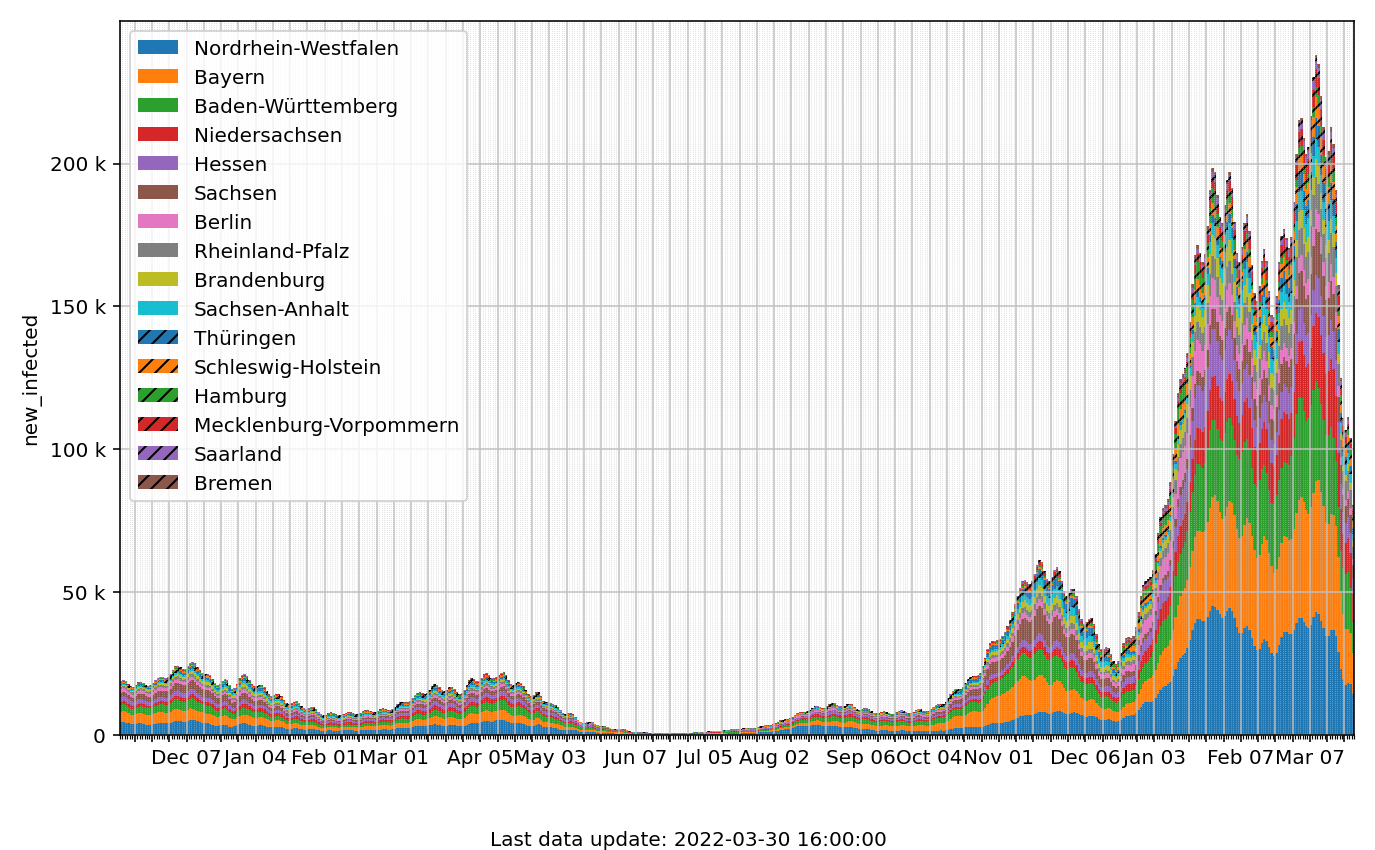 Nordrhein-Westfalen
Bayern
Baden-Württemberg
Niedersachsen
Hessen
Sachsen
Berlin
Rheinland-Pfalz
Brandenburg
Sachsen-Anhalt
Thüringen
Schleswig-Holstein
Hamburg
Mecklenburg-Vorpommern
Saarland
Bremen
200 k
150 k
100 k
50 k
0
new_infected
Dec 07 Jan 04 Feb 01 Mar 01 Apr 05 May 03 Jun 07 Jul 05 Aug 02 Sep 06 Oct 04 Nov 01 Dec 06 Jan 03 Feb 07 Mar 07
Last data update: 2022-03-30 16:00:00